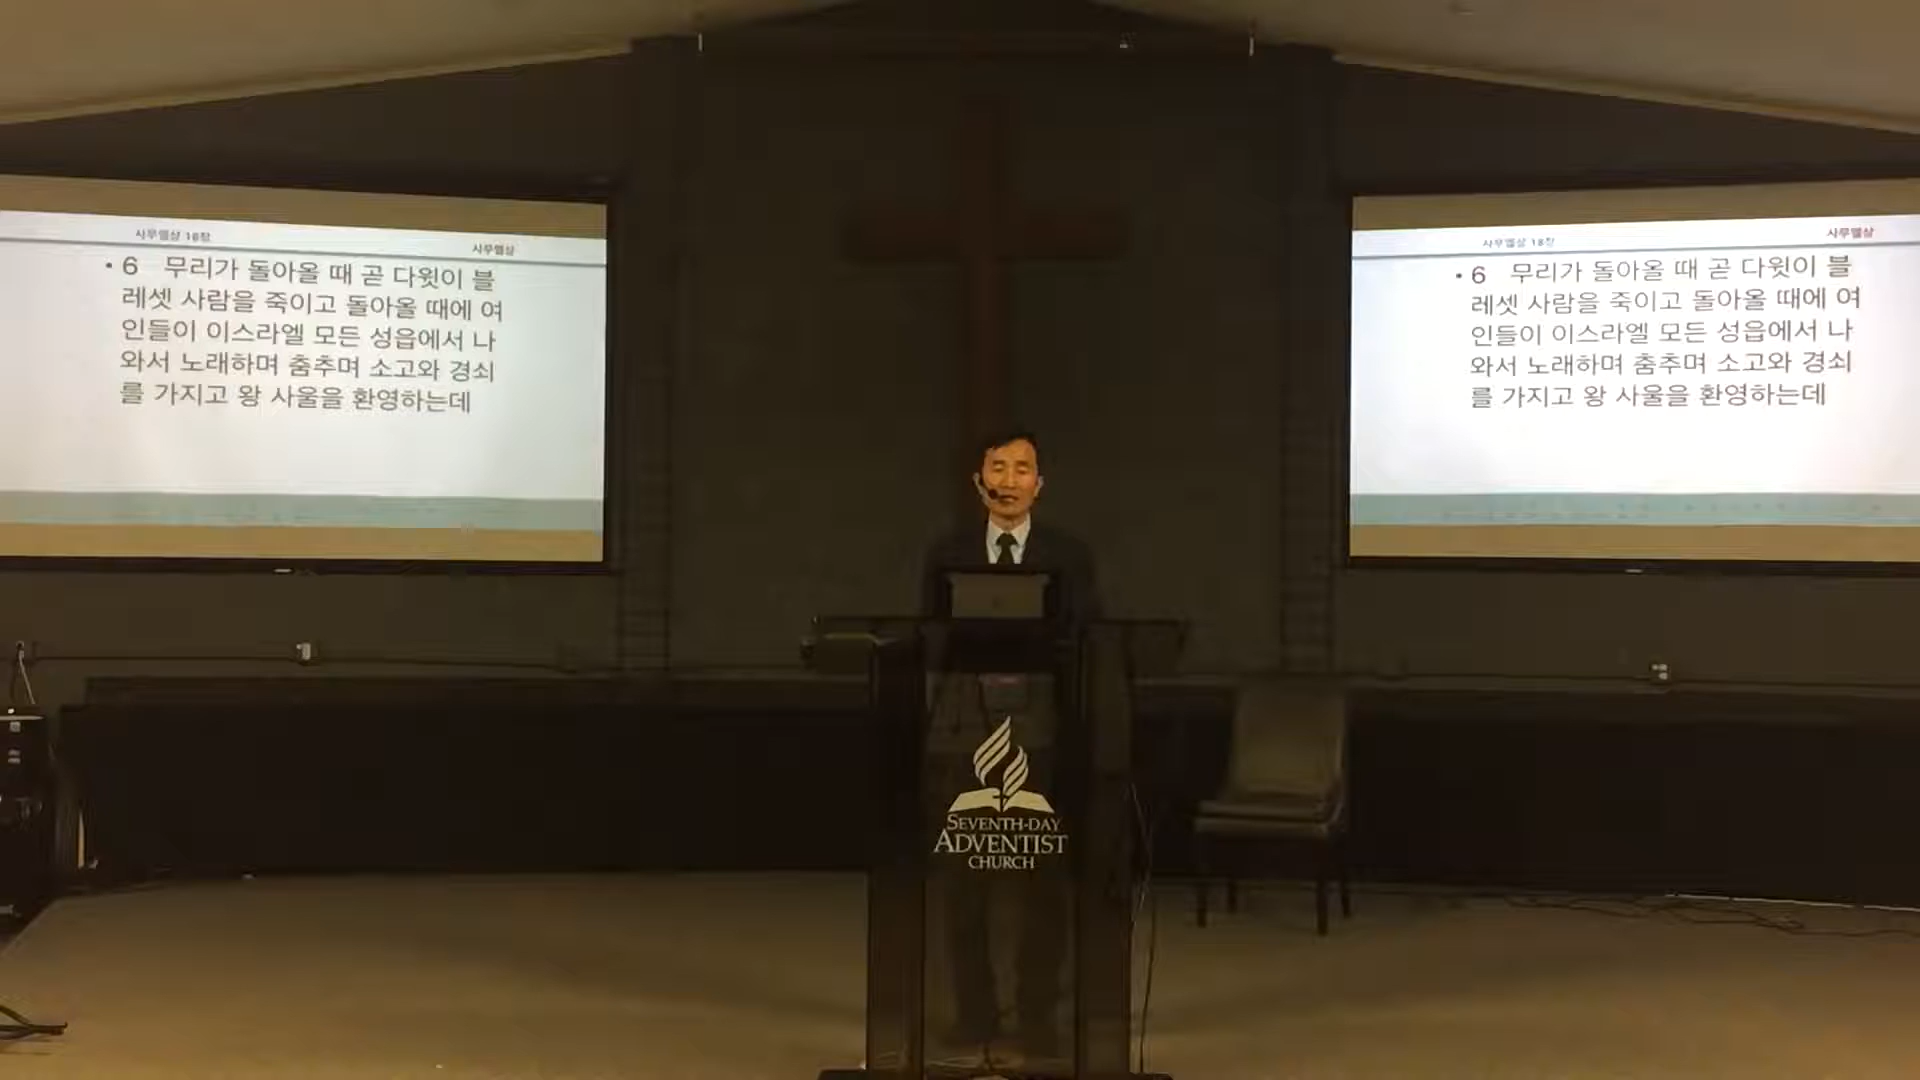 사무엘상 18장
사무엘상
• 6 무리가 돌아올 때 곧 다윗이 블
레셋 사람을 죽이고 돌아올 때에 여
인들이 이스라엘 모든 성읍에서 나
와서 노래하며 춤추며 소고와 경쇠
를 가지고 왕 사울을 환영하는데
사무엘상 18장
사무엘상
• 6 무리가 돌아올 때 곧 다윗이 블
레셋 사람을 죽이고 돌아올 때에 여
인들이 이스라엘 모든 성읍에서 나
와서 노래하며 춤추며 소고와 경쇠
를 가지고 왕 사울을 환영하는데
SEVENTH-DAY
ADVENTIST
CHURCH